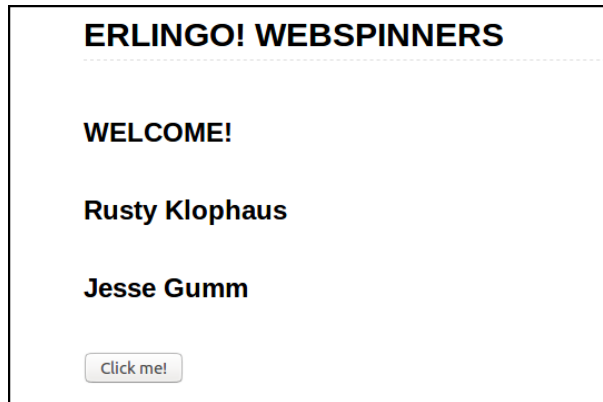 ERLINGO! WEBSPINNERS
WELCOME!
Rusty Klophaus
Jesse Gumm
Click me!